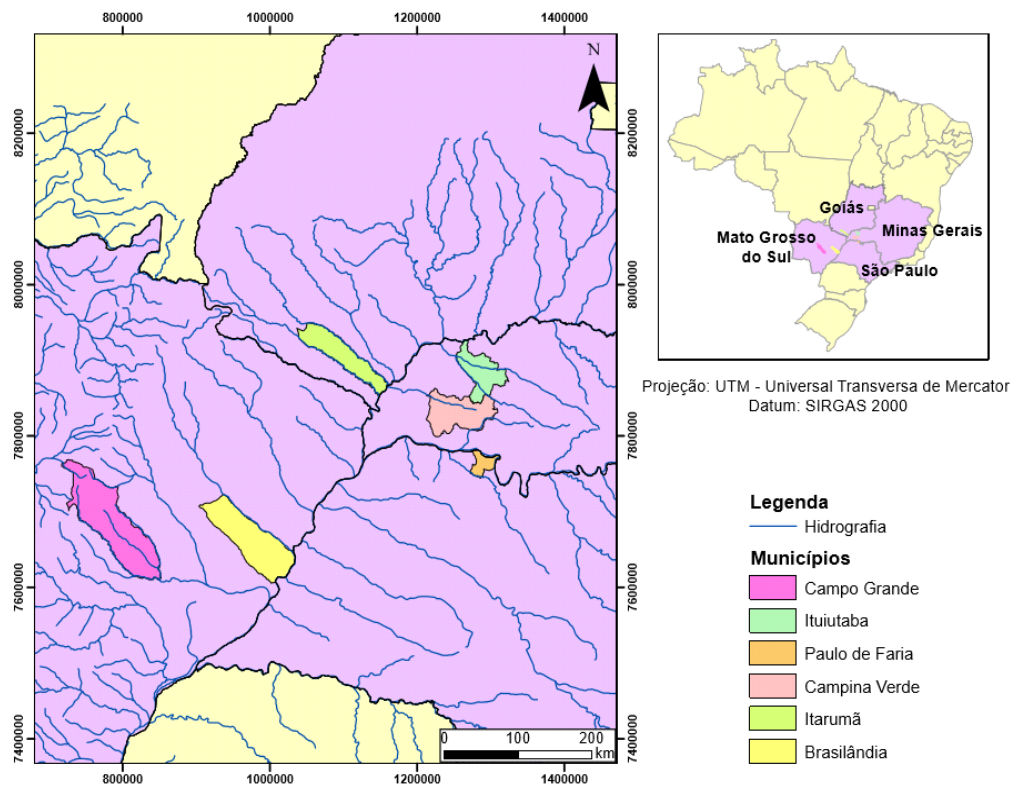 800000
1000000
1200000
1400000
N
8200000
8200000
8000000
8000000
7800000
7800000
7600000
7600000
7400000
7400000
0 100 200
km
800000
1000000
1200000
1400000
Goiás
Minas Gerais
Mato Grosso
do Sul
São Paulo
Projeção: UTM - Universal Transversa de Mercator
Datum: SIRGAS 2000
Legenda
Hidrografia
Municípios
Campo Grande
Ituiutaba
Paulo de Faria
Campina Verde
Itarumã
Brasilândia